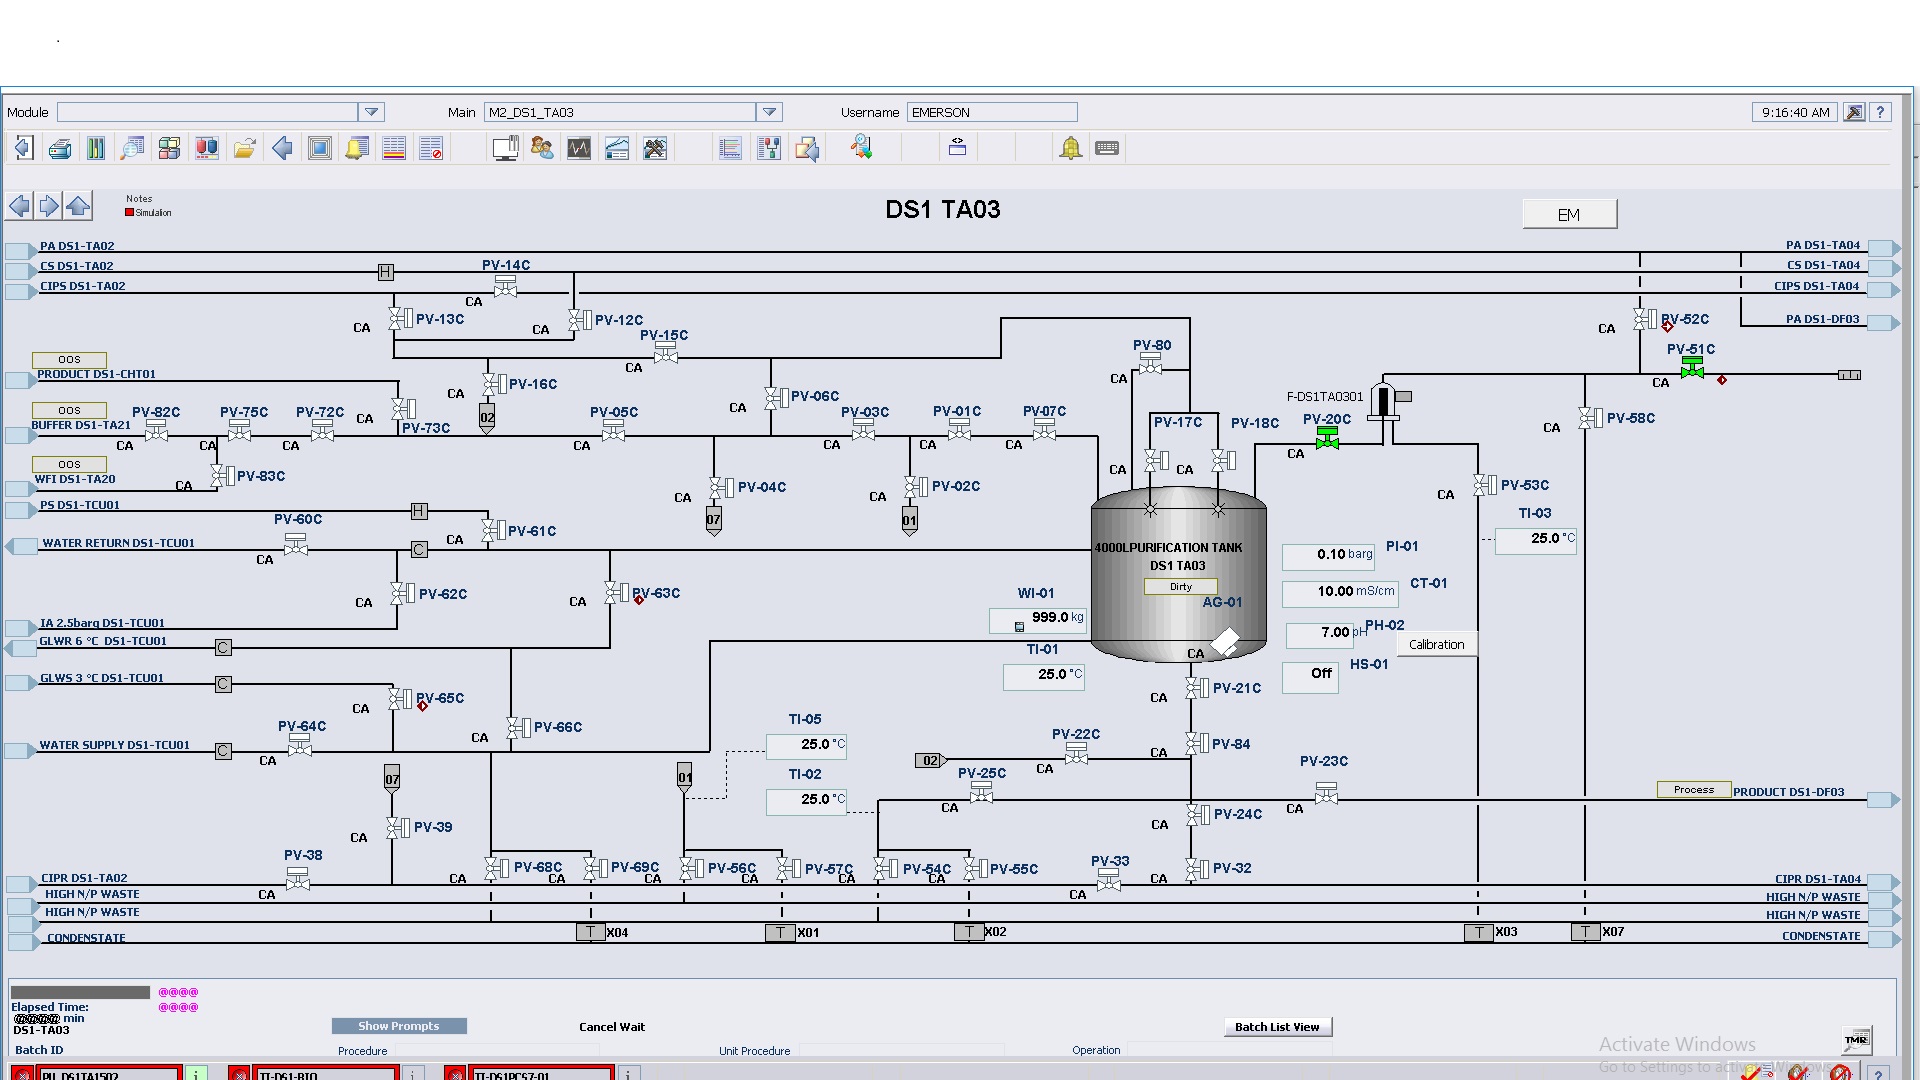 .
Module Main M2_DS1_TA03 Username EMERSON 9:16:40 AM ?
Notes
Simulation
DS1 TA03
EM
PA DS1-TA02 PA DS1-TA04
CS DS1-TA02 H PV-14C CS DS1-TA04
CIPS DS1-TA02 CA CIPS DS1-TA04
CA PV-13C CA PV-12C CA PV-52C PA DS1-DF03
PV-15C PV-80 PV-51C
OOS CA
PRODUCT DS1-CHT01 CA PV-16C CA CA
02 CA PV-06C F-DS1TA0301
OOS PV-82C PV-75C PV-72C CA PV-05C PV-03C PV-01C PV-07C PV-17C PV-18C PV-20C PV-58C
BUFFER DS1-TA21 PV-73C CA
CA CA CA CA CA CA CA CA
OOS CA CA
WFI DS1-TA20 CA PV-83C CA PV-04C CA PV-02C CA PV-53C
PS DS1-TCU01 H 07 01 TI-03
PV-60C CA PV-61C 25.0 °C
WATER RETURN DS1-TCU01 C 4000LPURIFICATION TANK 0.10 barg PI-01
CA DS1 TA03
Dirty CT-01
CA PV-62C CA PV-63C WI-01 AG-01 10.00 mS/cm
IA 2.5barq DS1-TCU01 999.0 kg PH-02
GLWR 6 °C DS1-TCU01 C TI-01 CA 7.00 pH Calibration
GLWS 3 °C DS1-TCU01 C 25.0 °C Off HS-01
CA PV-65C CA PV-21C
PV-64C CA PV-66C TI-05 PV-22C
WATER SUPPLY DS1-TCU01 C 25.0 °C CA PV-84
CA 02 CA PV-23C
07 01 TI-02 PV-25C
25.0 °C CA CA Process PRODUCT DS1-DF03
CA PV-39 CA PV-24C
PV-38 PV-68C PV-69C PV-56C PV-57C PV-54C PV-55C PV-33 PV-32
CIPR DS1-TA02 CA CA CA CA CA CA CA CIPR DS1-TA04
HIGH N/P WASTE CA CA HIGH N/P WASTE
HIGH N/P WASTE HIGH N/P WASTE
CONDENSTATE T X04 T X01 T X02 T X03 T X07 CONDENSTATE
@@@@
Elapsed Time: @@@@
@@@@ min
DS1-TA03 Show Prompts Cancel Wait Batch List View
Batch ID Procedure Unit Procedure Operation TMR
Activate Windows
Go to Settings to activate Windows.
PIJ_DS1TA1502 i TI-DS1-RIO i TI-DS1PCS7-01 i ?